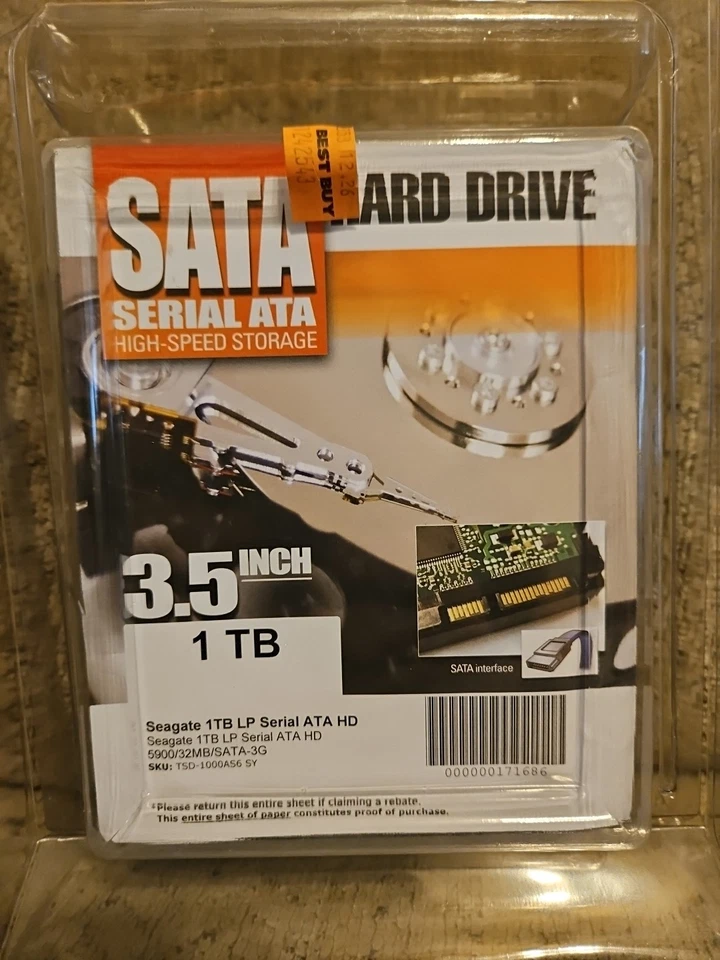 BEST BUY
SATA HARD DRIVE
SERIAL ATA
HIGH-SPEED STORAGE
3.5 INCH
1 TB
SATA interface
Seagate 1TB LP Serial ATA HD
Seagate 1TB LP Serial ATA HD
5900/32MB/SATA-3G
SKU: TSD-1000AS6 SY
000000171686
*Please return this entire sheet if claiming a rebate.
This entire sheet of paper constitutes proof of purchase.